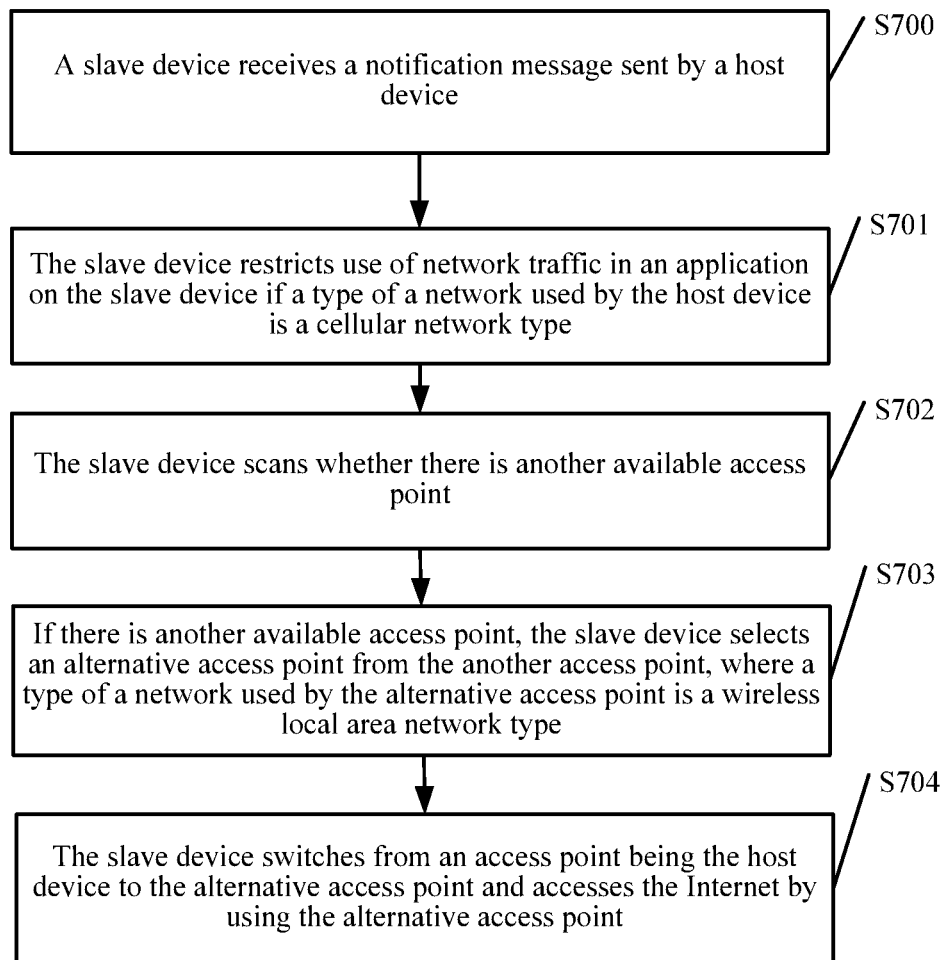 S700
A slave device receives a notification message sent by a host
device
S701
The slave device restricts use of network traffic in an application
on the slave device if a type of a network used by the host device
is a cellular network type
S702
The slave device scans whether there is another available access
point
S703
If there is another available access point, the slave device selects
an alternative access point from the another access point, where a
type of a network used by the alternative access point is a wireless
local area network type
S704
The slave device switches from an access point being the host
device to the alternative access point and accesses the Internet by
using the alternative access point